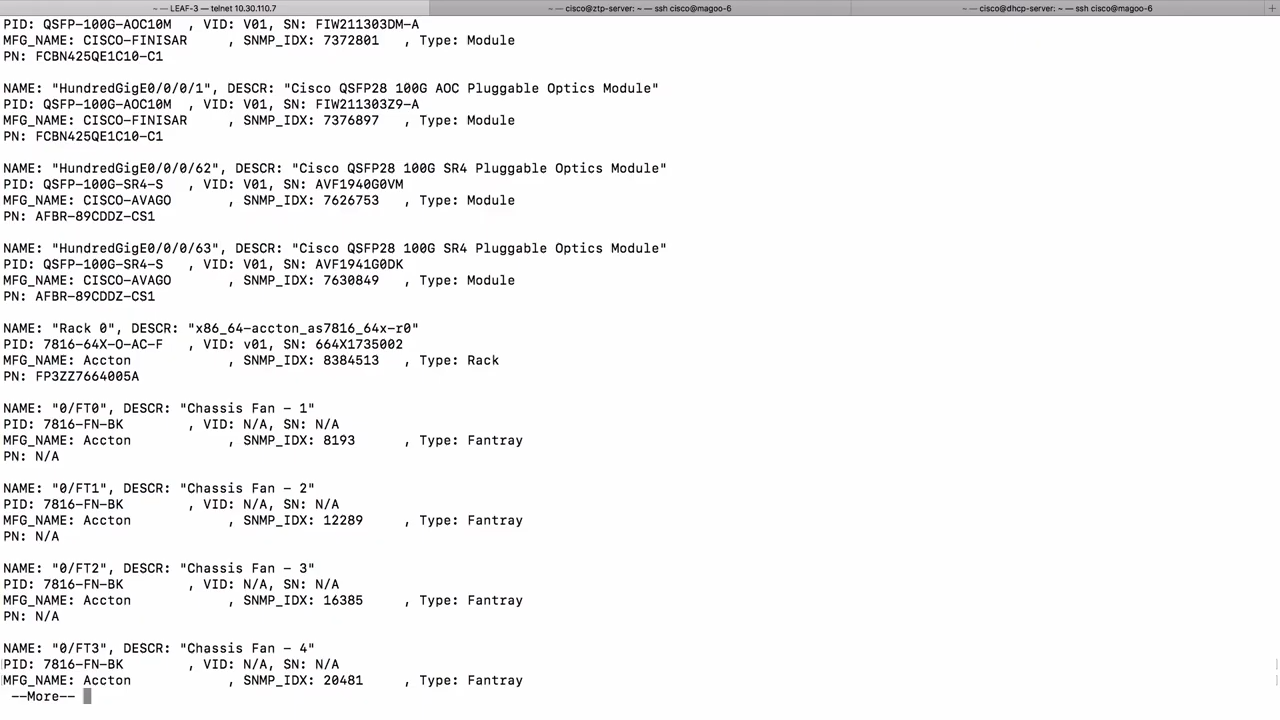 ~ — LEAF-3 — telnet 10.30.110.7
~ — cisco@ztp-server: ~ — ssh cisco@magoo-6
~ — cisco@dhcp-server: ~ — ssh cisco@magoo-6
+
PID: QSFP-100G-AOC10M  , VID: V01, SN: FIW211303DM-A
MFG_NAME: CISCO-FINISAR     , SNMP_IDX: 7372801   , Type: Module
PN: FCBN425QE1C10-C1
NAME: "HundredGigE0/0/0/1", DESCR: "Cisco QSFP28 100G AOC Pluggable Optics Module"
PID: QSFP-100G-AOC10M  , VID: V01, SN: FIW211303Z9-A
MFG_NAME: CISCO-FINISAR     , SNMP_IDX: 7376897   , Type: Module
PN: FCBN425QE1C10-C1
NAME: "HundredGigE0/0/0/62", DESCR: "Cisco QSFP28 100G SR4 Pluggable Optics Module"
PID: QSFP-100G-SR4-S   , VID: V01, SN: AVF1940G0VM
MFG_NAME: CISCO-AVAGO       , SNMP_IDX: 7626753   , Type: Module
PN: AFBR-89CDDZ-CS1
NAME: "HundredGigE0/0/0/63", DESCR: "Cisco QSFP28 100G SR4 Pluggable Optics Module"
PID: QSFP-100G-SR4-S   , VID: V01, SN: AVF1941G0DK
MFG_NAME: CISCO-AVAGO       , SNMP_IDX: 7630849   , Type: Module
PN: AFBR-89CDDZ-CS1
NAME: "Rack 0", DESCR: "x86_64-accton_as7816_64x-r0"
PID: 7816-64X-O-AC-F   , VID: v01, SN: 664X1735002
MFG_NAME: Accton            , SNMP_IDX: 8384513   , Type: Rack
PN: FP3ZZ7664005A
NAME: "0/FT0", DESCR: "Chassis Fan - 1"
PID: 7816-FN-BK        , VID: N/A, SN: N/A
MFG_NAME: Accton            , SNMP_IDX: 8193      , Type: Fantray
PN: N/A
NAME: "0/FT1", DESCR: "Chassis Fan - 2"
PID: 7816-FN-BK        , VID: N/A, SN: N/A
MFG_NAME: Accton            , SNMP_IDX: 12289     , Type: Fantray
PN: N/A
NAME: "0/FT2", DESCR: "Chassis Fan - 3"
PID: 7816-FN-BK        , VID: N/A, SN: N/A
MFG_NAME: Accton            , SNMP_IDX: 16385     , Type: Fantray
PN: N/A
NAME: "0/FT3", DESCR: "Chassis Fan - 4"
PID: 7816-FN-BK        , VID: N/A, SN: N/A
MFG_NAME: Accton            , SNMP_IDX: 20481     , Type: Fantray
--More--